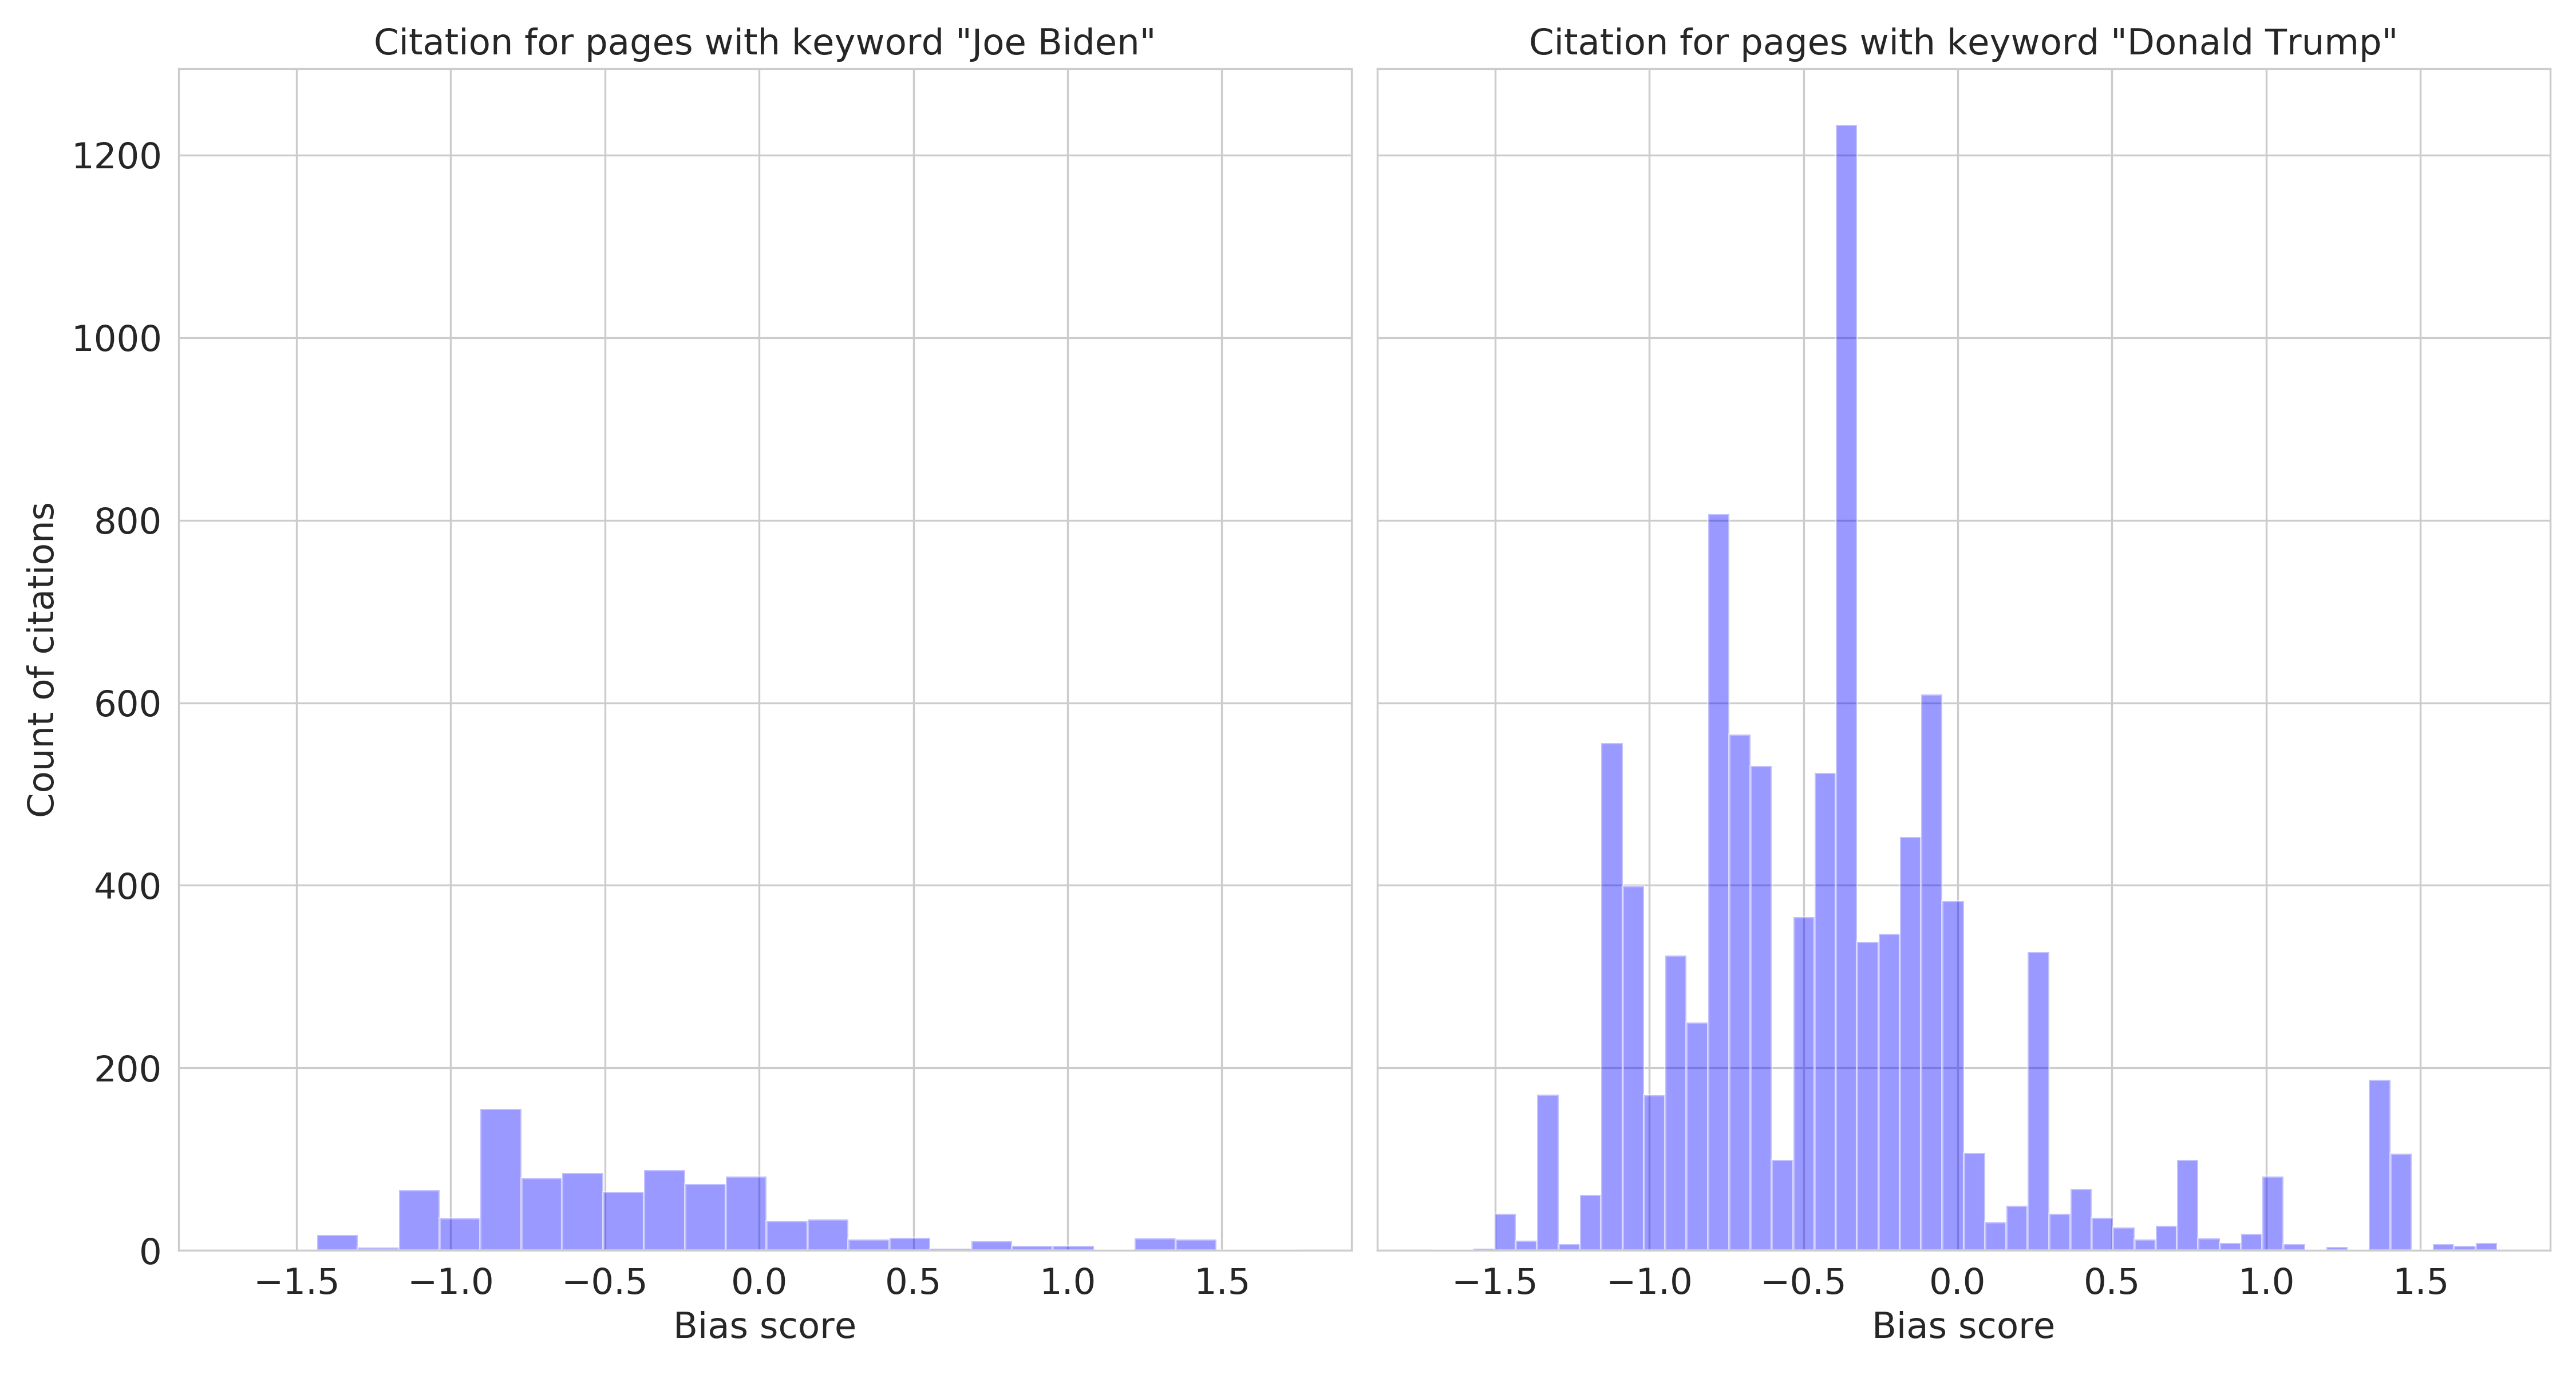 Citation for pages with keyword "Joe Biden"
Citation for pages with keyword "Donald Trump"
Count of citations
1200
1000
800
600
400
200
0
−1.5 −1.0 −0.5 0.0 0.5 1.0 1.5
Bias score
−1.5 −1.0 −0.5 0.0 0.5 1.0 1.5
Bias score